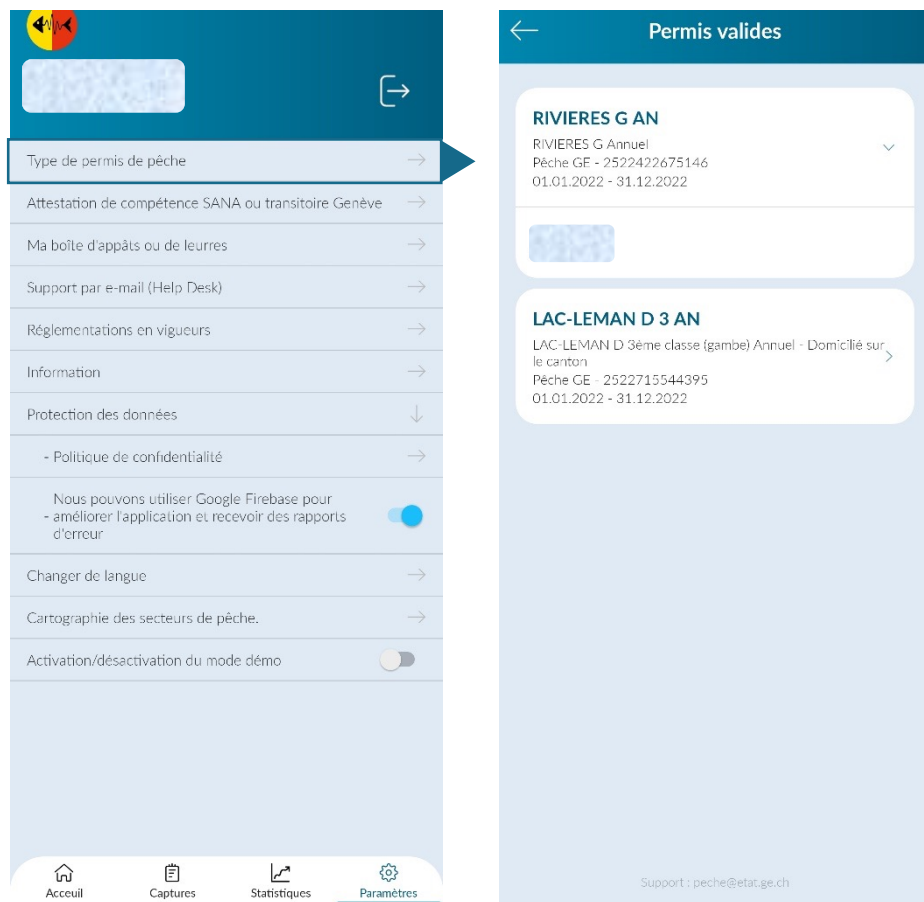 Type de permis de pêche
Attestation de compétence SANA ou transitoire Genève
Ma boîte d'appâts ou de leurres
Support par e-mail (Help Desk)
Réglementations en vigueurs
Information
Protection des données
- Politique de confidentialité
Nous pouvons utiliser Google Firebase pour
- améliorer l'application et recevoir des rapports
d'erreur
Changer de langue
Cartographie des secteurs de pêche.
Activation/désactivation du mode démo
Acceuil
Captures
Statistiques
Paramètres
Permis valides
RIVIERES G AN
RIVIERES G Annuel
Pêche GE - 2522422675146
01.01.2022 - 31.12.2022
LAC-LEMAN D 3 AN
LAC-LEMAN D 3ème classe (gambe) Annuel - Domicilié sur
le canton
Pêche GE - 2522715544395
01.01.2022 - 31.12.2022
Support : peche@etat.ge.ch